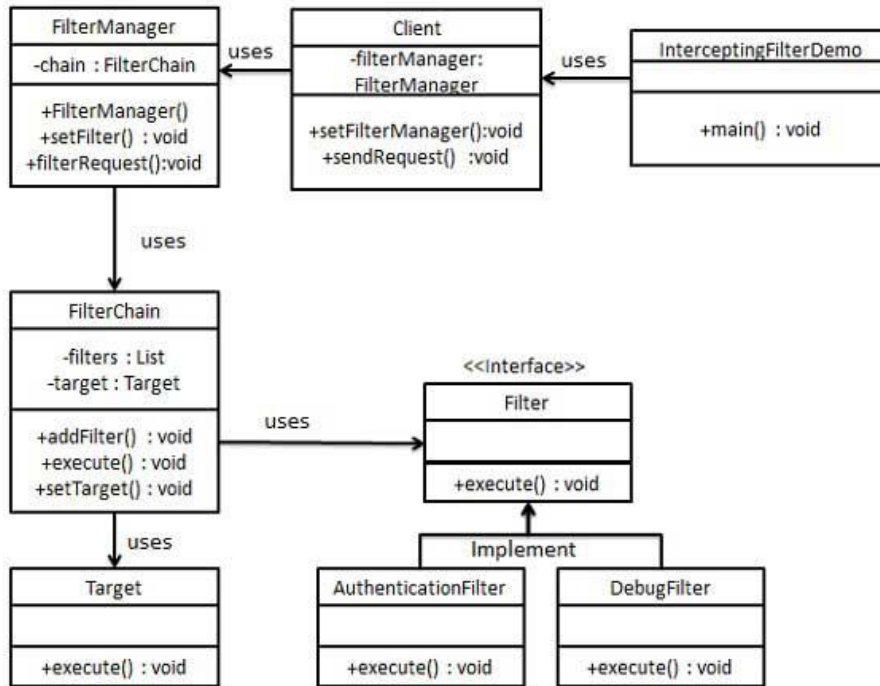 FilterManager
-chain : FilterChain
+FilterManager()
+setFilter() : void
+filterRequest():void
uses
Client
-filterManager:
FilterManager
+setFilterManager():void
+sendRequest() :void
uses
InterceptingFilterDemo
+main() : void
uses
FilterChain
-filters : List
-target : Target
+addFilter() : void
+execute() : void
+setTarget() : void
uses
<<Interface>>
Filter
+execute() : void
uses
Implement
Target
+execute() : void
AuthenticationFilter
+execute() : void
DebugFilter
+execute() : void